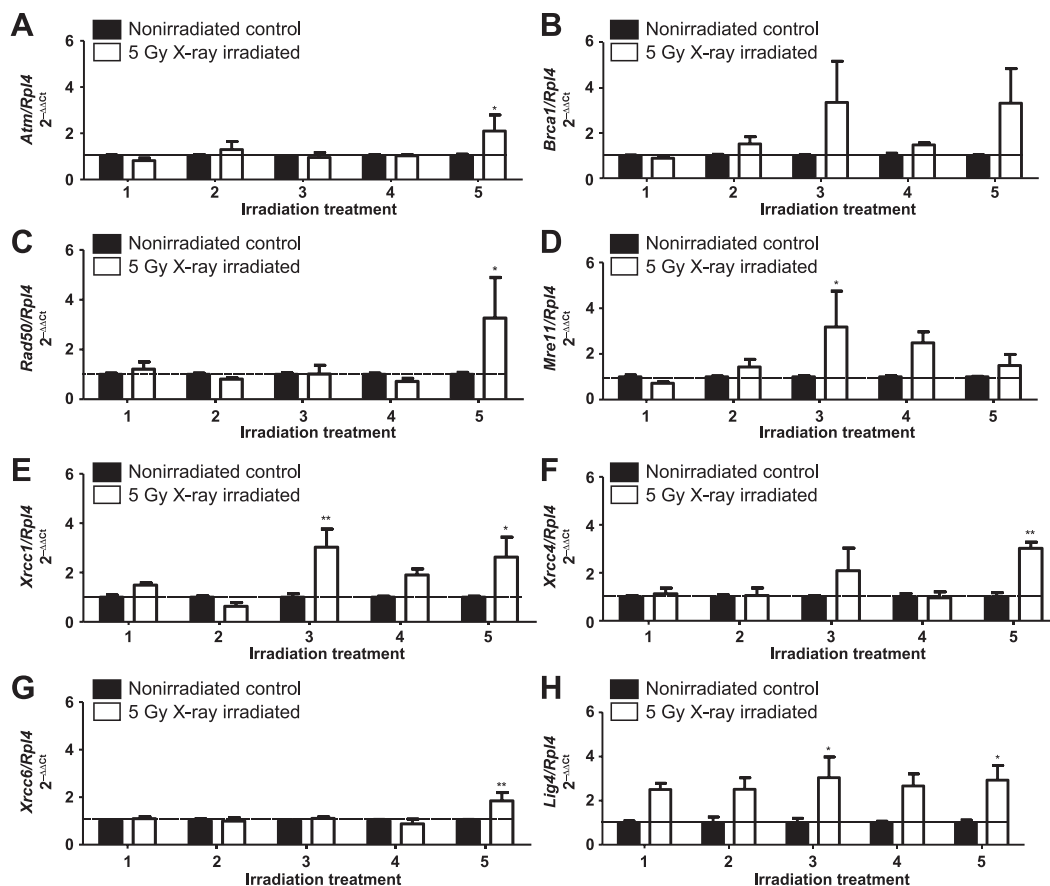 A
Nonirradiated control
5 Gy X-ray irradiated
Atm/Rpl4
2−ΔΔCt
6
4
2
0
*
1 2 3 4 5
Irradiation treatment
B
Nonirradiated control
5 Gy X-ray irradiated
Brca1/Rpl4
2−ΔΔCt
6
4
2
0
1 2 3 4 5
Irradiation treatment
C
Nonirradiated control
5 Gy X-ray irradiated
Rad50/Rpl4
2−ΔΔCt
6
4
2
0
*
1 2 3 4 5
Irradiation treatment
D
Nonirradiated control
5 Gy X-ray irradiated
Mre11/Rpl4
2−ΔΔCt
6
4
2
0
*
1 2 3 4 5
Irradiation treatment
E
Nonirradiated control
5 Gy X-ray irradiated
Xrcc1/Rpl4
2−ΔΔCt
6
4
2
0
** *
1 2 3 4 5
Irradiation treatment
F
Nonirradiated control
5 Gy X-ray irradiated
Xrcc4/Rpl4
2−ΔΔCt
6
4
2
0
**
1 2 3 4 5
Irradiation treatment
G
Nonirradiated control
5 Gy X-ray irradiated
Xrcc6/Rpl4
2−ΔΔCt
6
4
2
0
**
1 2 3 4 5
Irradiation treatment
H
Nonirradiated control
5 Gy X-ray irradiated
Lig4/Rpl4
2−ΔΔCt
6
4
2
0
* *
1 2 3 4 5
Irradiation treatment